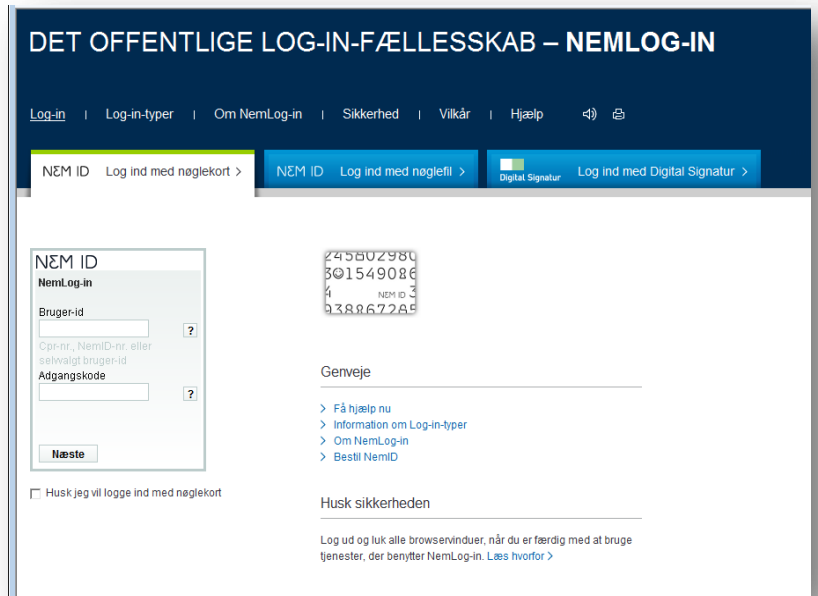 DET OFFENTLIGE LOG-IN-FÆLLESSKAB – NEMLOG-IN
Log-in | Log-in-typer | Om NemLog-in | Sikkerhed | Vilkår | Hjælp
NEM ID Log ind med nøglekort >
NEM ID Log ind med nøglefil >
Digital Signatur Log ind med Digital Signatur >
NEM ID
NemLog-in
Bruger-id
?
Cpr-nr., NemID-nr. eller
selvvalgt bruger-id
Adgangskode
?
Næste
Husk jeg vil logge ind med nøglekort
NEM ID
Genveje
> Få hjælp nu
> Information om Log-in-typer
> Om NemLog-in
> Bestil NemID
Husk sikkerheden
Log ud og luk alle browservinduer, når du er færdig med at bruge
tjenester, der benytter NemLog-in. Læs hvorfor >